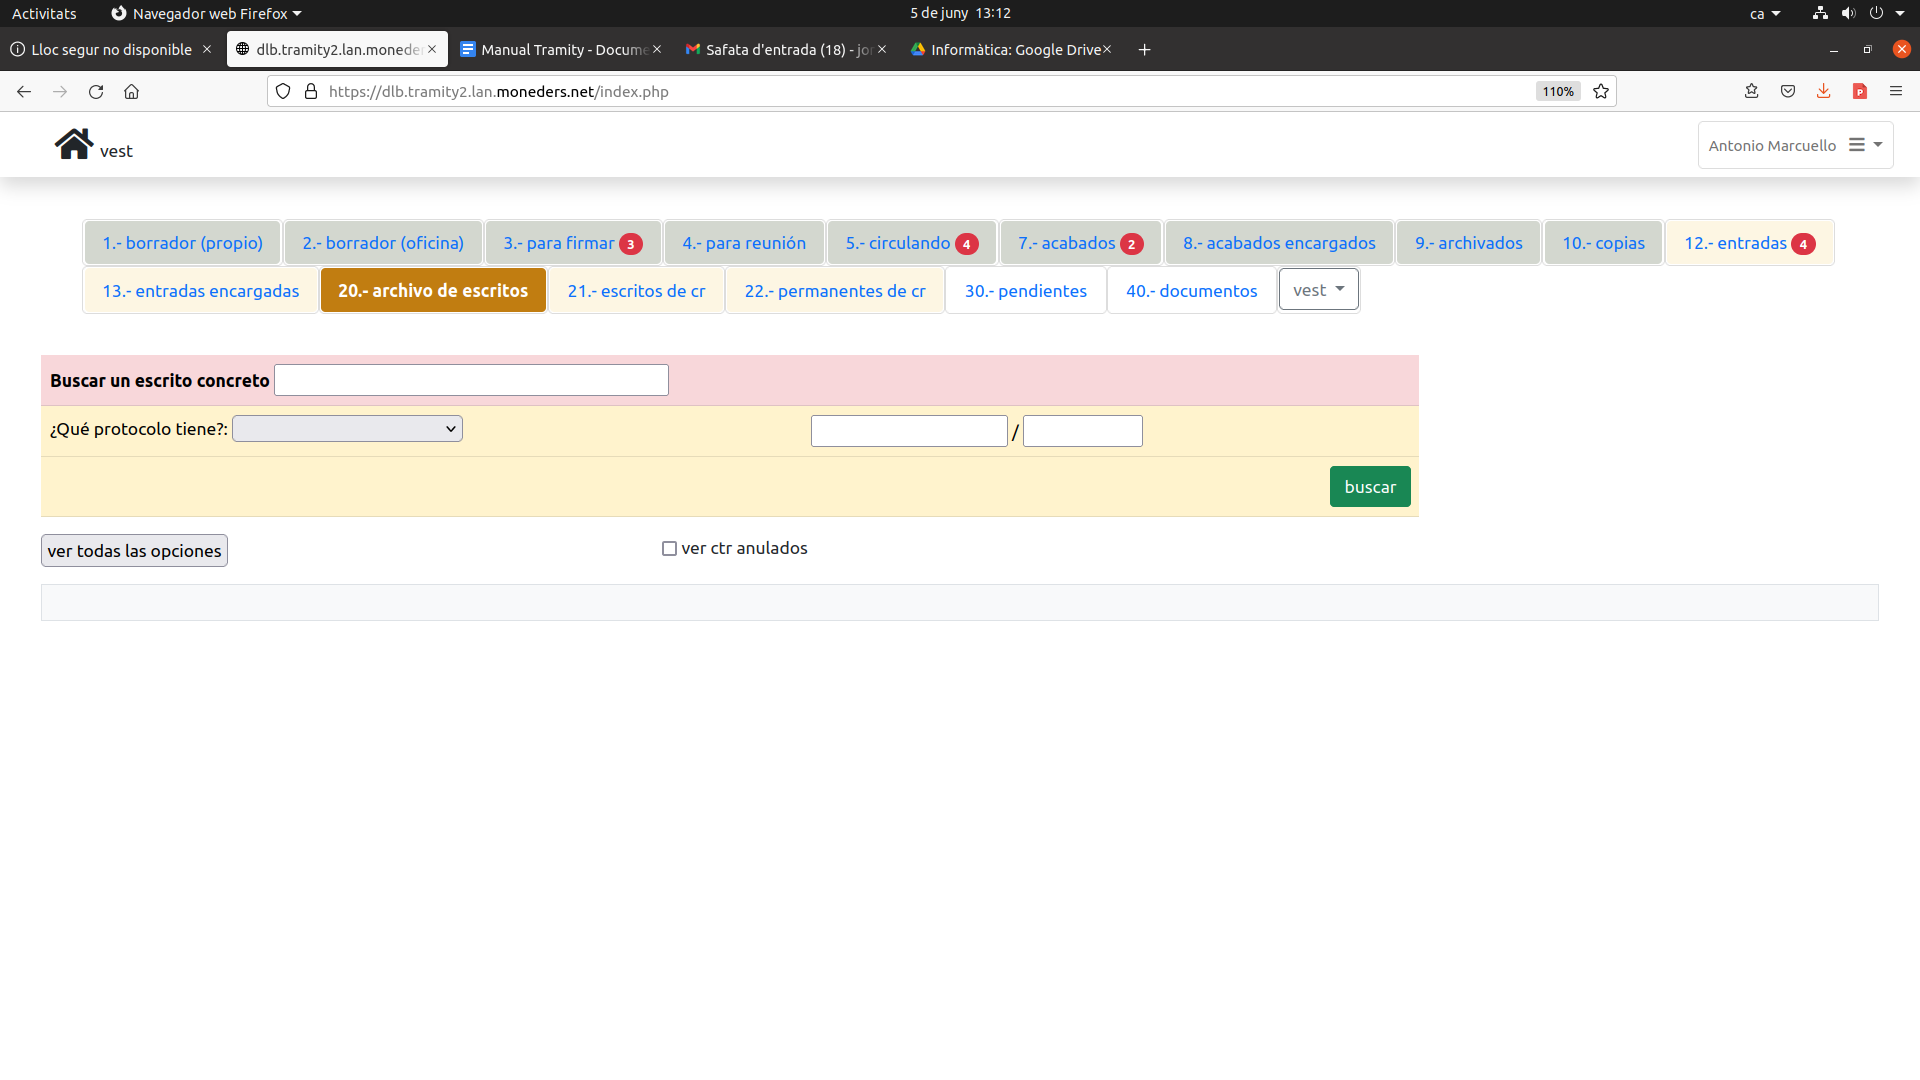 Activitats Navegador web Firefox 5 de juny 13:12 ca
Lloc segur no disponible dlb.tramity2.lan.moneders Manual Tramity - Docume Safata d'entrada (18) - jor Informàtica: Google Drive
https://dlb.tramity2.lan.moneders.net/index.php 110%
vest Antonio Marcuello
1.- borrador (propio) 2.- borrador (oficina) 3.- para firmar 3 4.- para reunión 5.- circulando 4 7.- acabados 2 8.- acabados encargados 9.- archivados 10.- copias 12.- entradas 4
13.- entradas encargadas 20.- archivo de escritos 21.- escritos de cr 22.- permanentes de cr 30.- pendientes 40.- documentos vest
Buscar un escrito concreto
¿Qué protocolo tiene?: /
buscar
ver todas las opciones ver ctr anulados